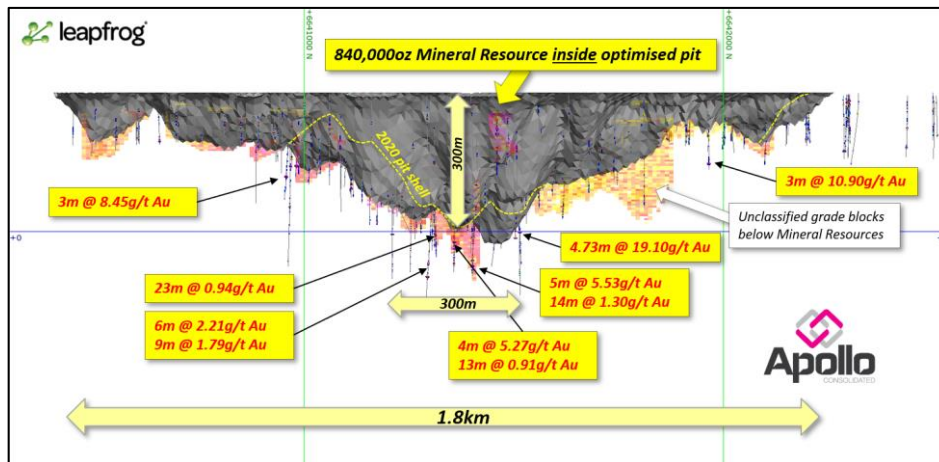 leapfrog®
+6641000 N
+6642000 N
840,000oz Mineral Resource inside optimised pit
300m
2020 pit shell
3m @ 8.45g/t Au
3m @ 10.90g/t Au
Unclassified grade blocks
below Mineral Resources
+0
4.73m @ 19.10g/t Au
23m @ 0.94g/t Au
5m @ 5.53g/t Au
14m @ 1.30g/t Au
300m
6m @ 2.21g/t Au
9m @ 1.79g/t Au
4m @ 5.27g/t Au
13m @ 0.91g/t Au
Apollo
CONSOLIDATED
1.8km